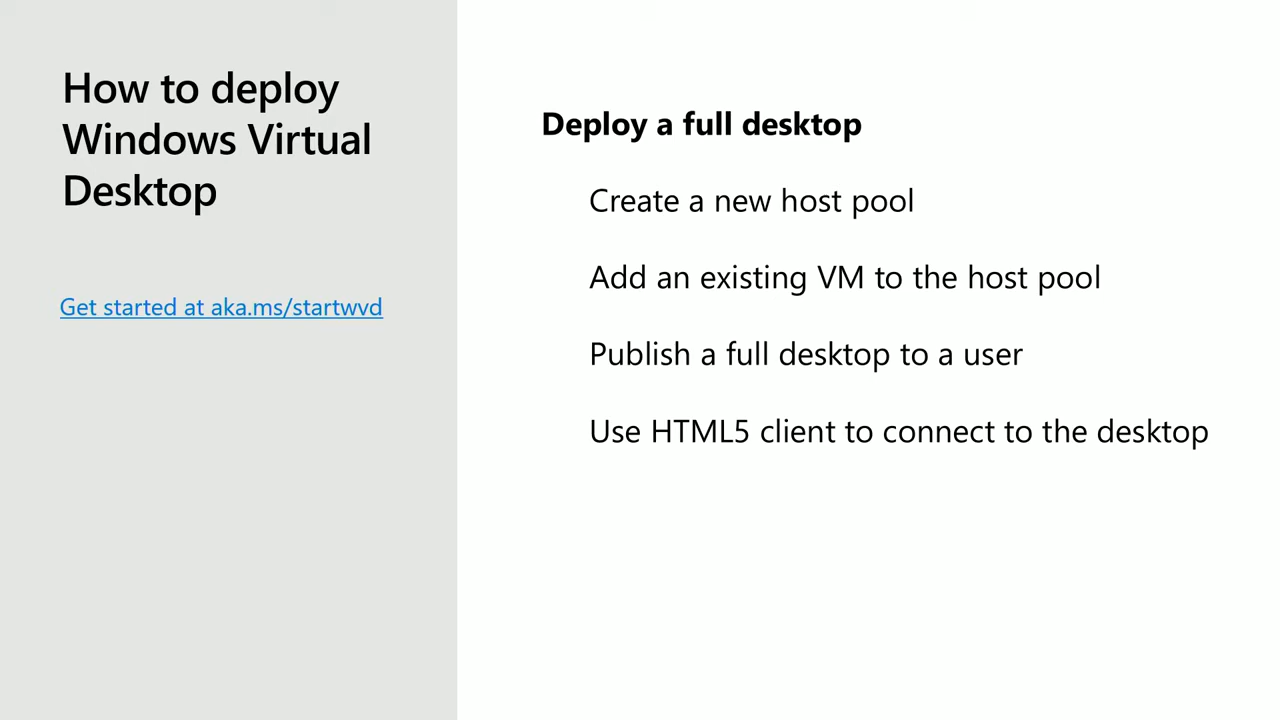 How to deploy
Windows Virtual
Desktop
Get started at aka.ms/startwvd
Deploy a full desktop
Create a new host pool
Add an existing VM to the host pool
Publish a full desktop to a user
Use HTML5 client to connect to the desktop